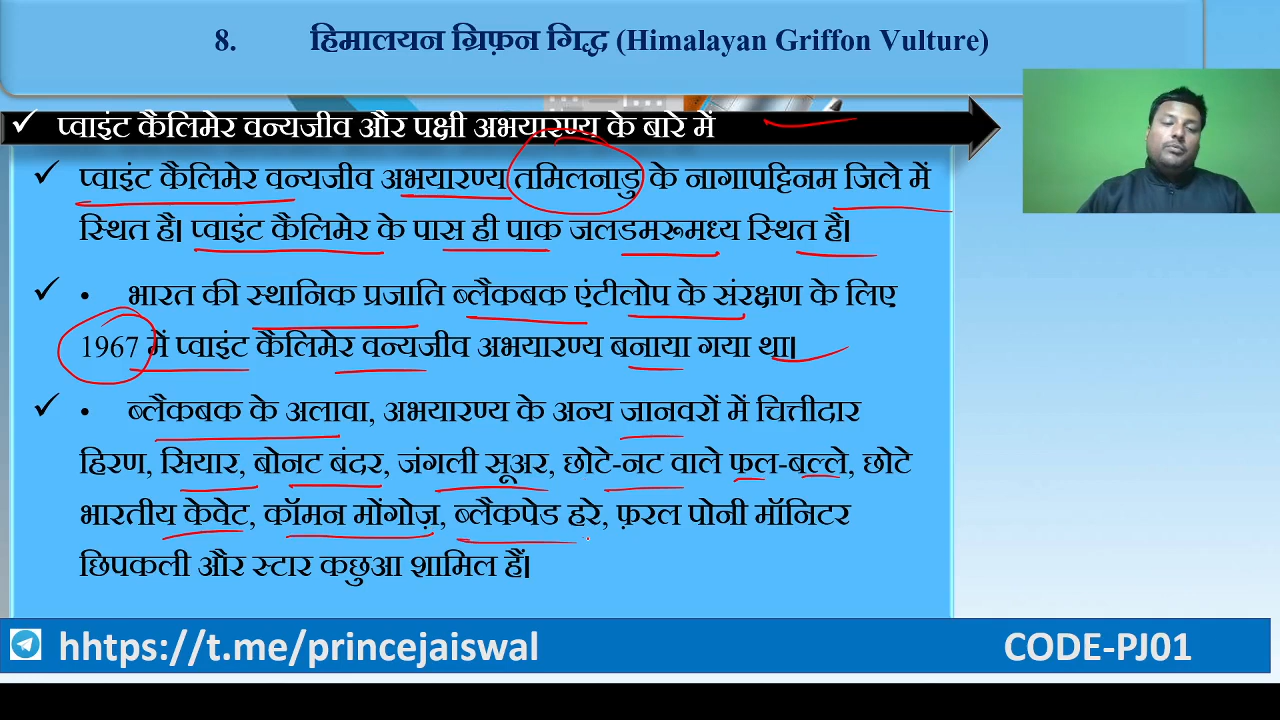 8. हिमालयन ग्रिफ़न गिद्ध (Himalayan Griffon Vulture)
✓ प्वाइंट कैलिमेर वन्यजीव और पक्षी अभयारण्य के बारे में
✓ प्वाइंट कैलिमेर वन्यजीव अभयारण्य तमिलनाडु के नागापट्टिनम जिले में
स्थित है। प्वाइंट कैलिमेर के पास ही पाक जलडमरूमध्य स्थित है।
✓ • भारत की स्थानिक प्रजाति ब्लैकबक एंटीलोप के संरक्षण के लिए
1967 में प्वाइंट कैलिमेर वन्यजीव अभयारण्य बनाया गया था।
✓ • ब्लैकबक के अलावा, अभयारण्य के अन्य जानवरों में चित्तीदार
हिरण, सियार, बोनट बंदर, जंगली सूअर, छोटे-नट वाले फल-बल्ले, छोटे
भारतीय केवेट, कॉमन मोंगोज़, ब्लैकपेड हरे, फ़रल पोनी मॉनिटर
छिपकली और स्टार कछुआ शामिल हैं।
hhtps://t.me/princejaiswal
CODE-PJ01